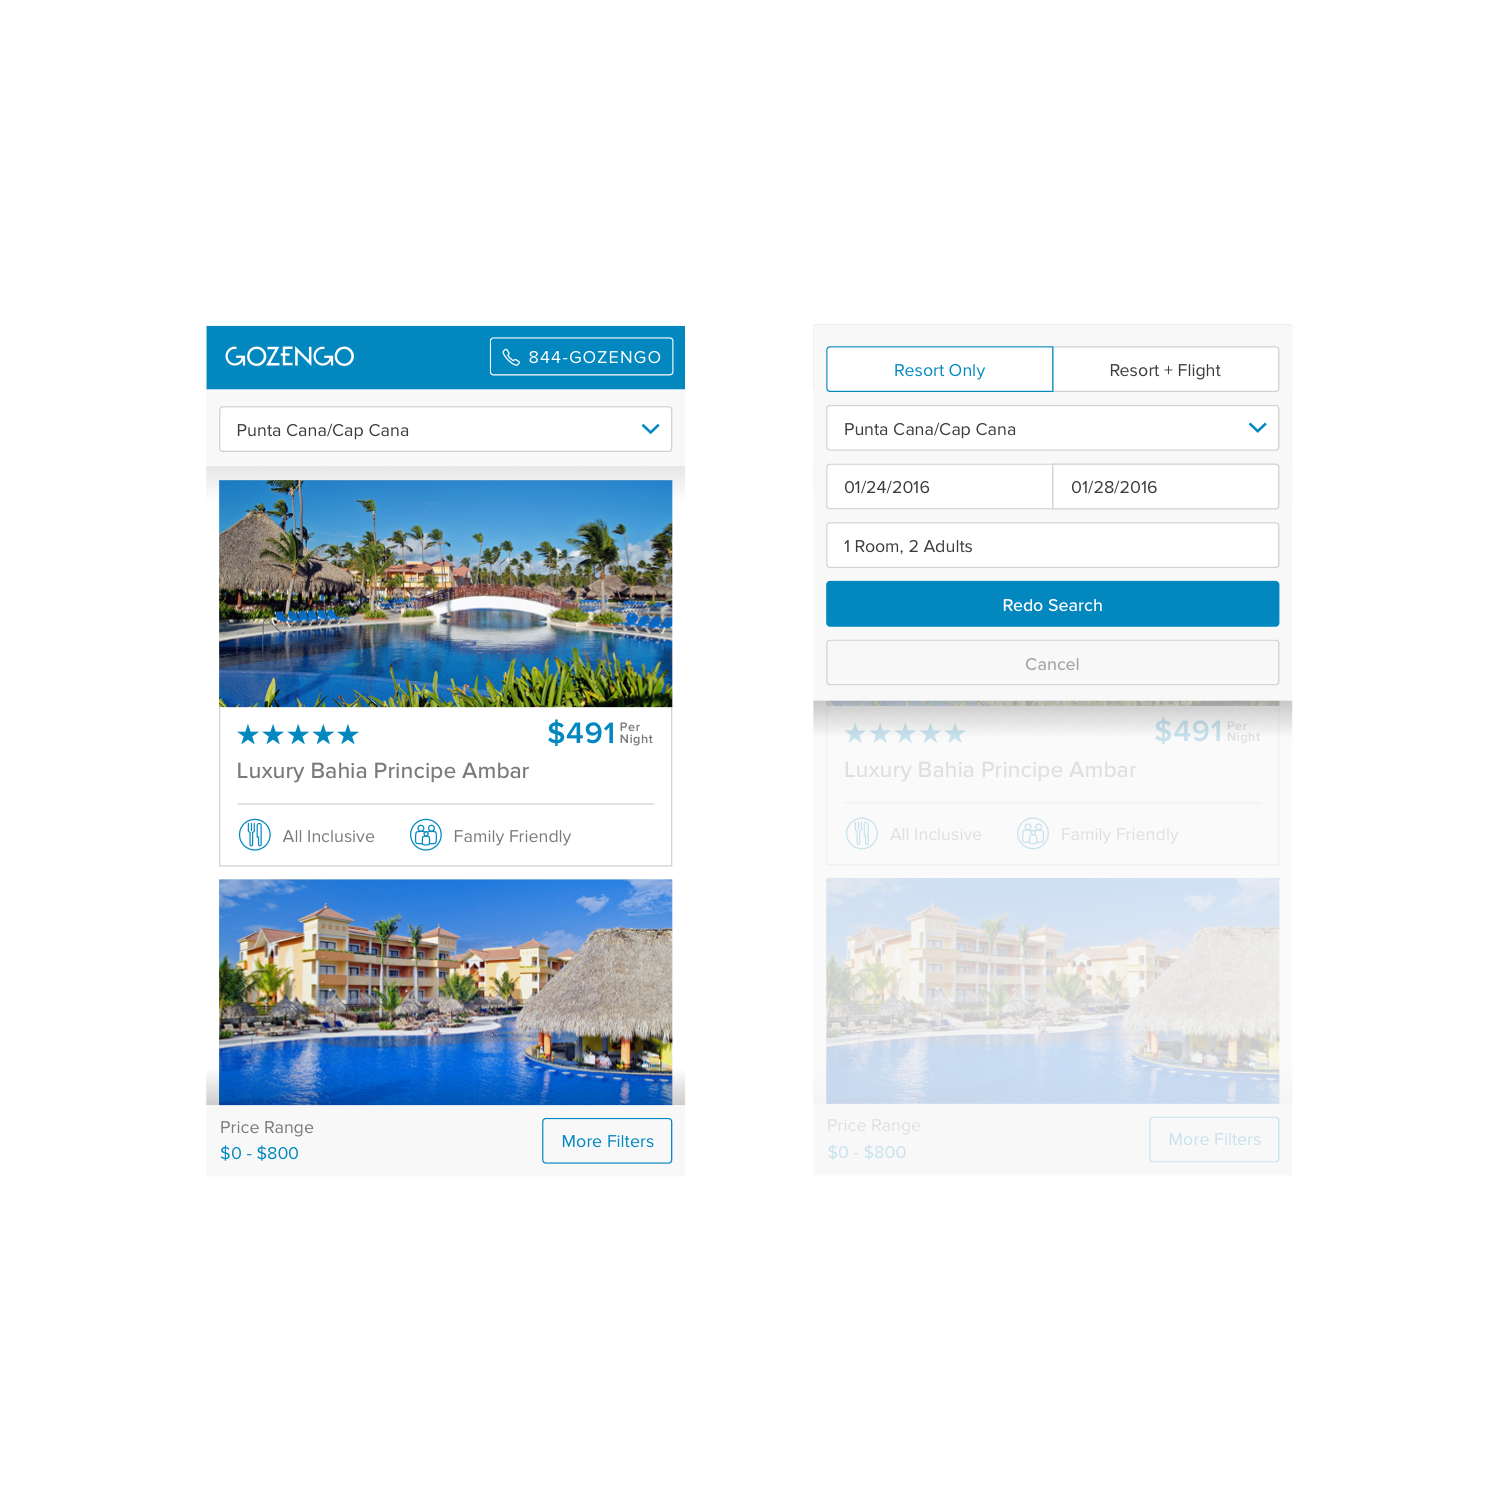 GOZENGO
844-GOZENGO
Punta Cana/Cap Cana
$491 Per Night
Luxury Bahia Principe Ambar
All Inclusive
Family Friendly
Price Range
$0 - $800
More Filters
Resort Only
Resort + Flight
Punta Cana/Cap Cana
01/24/2016
01/28/2016
1 Room, 2 Adults
Redo Search
Cancel
$491 Per Night
Luxury Bahia Principe Ambar
All Inclusive
Family Friendly
Price Range
$0 - $800
More Filters